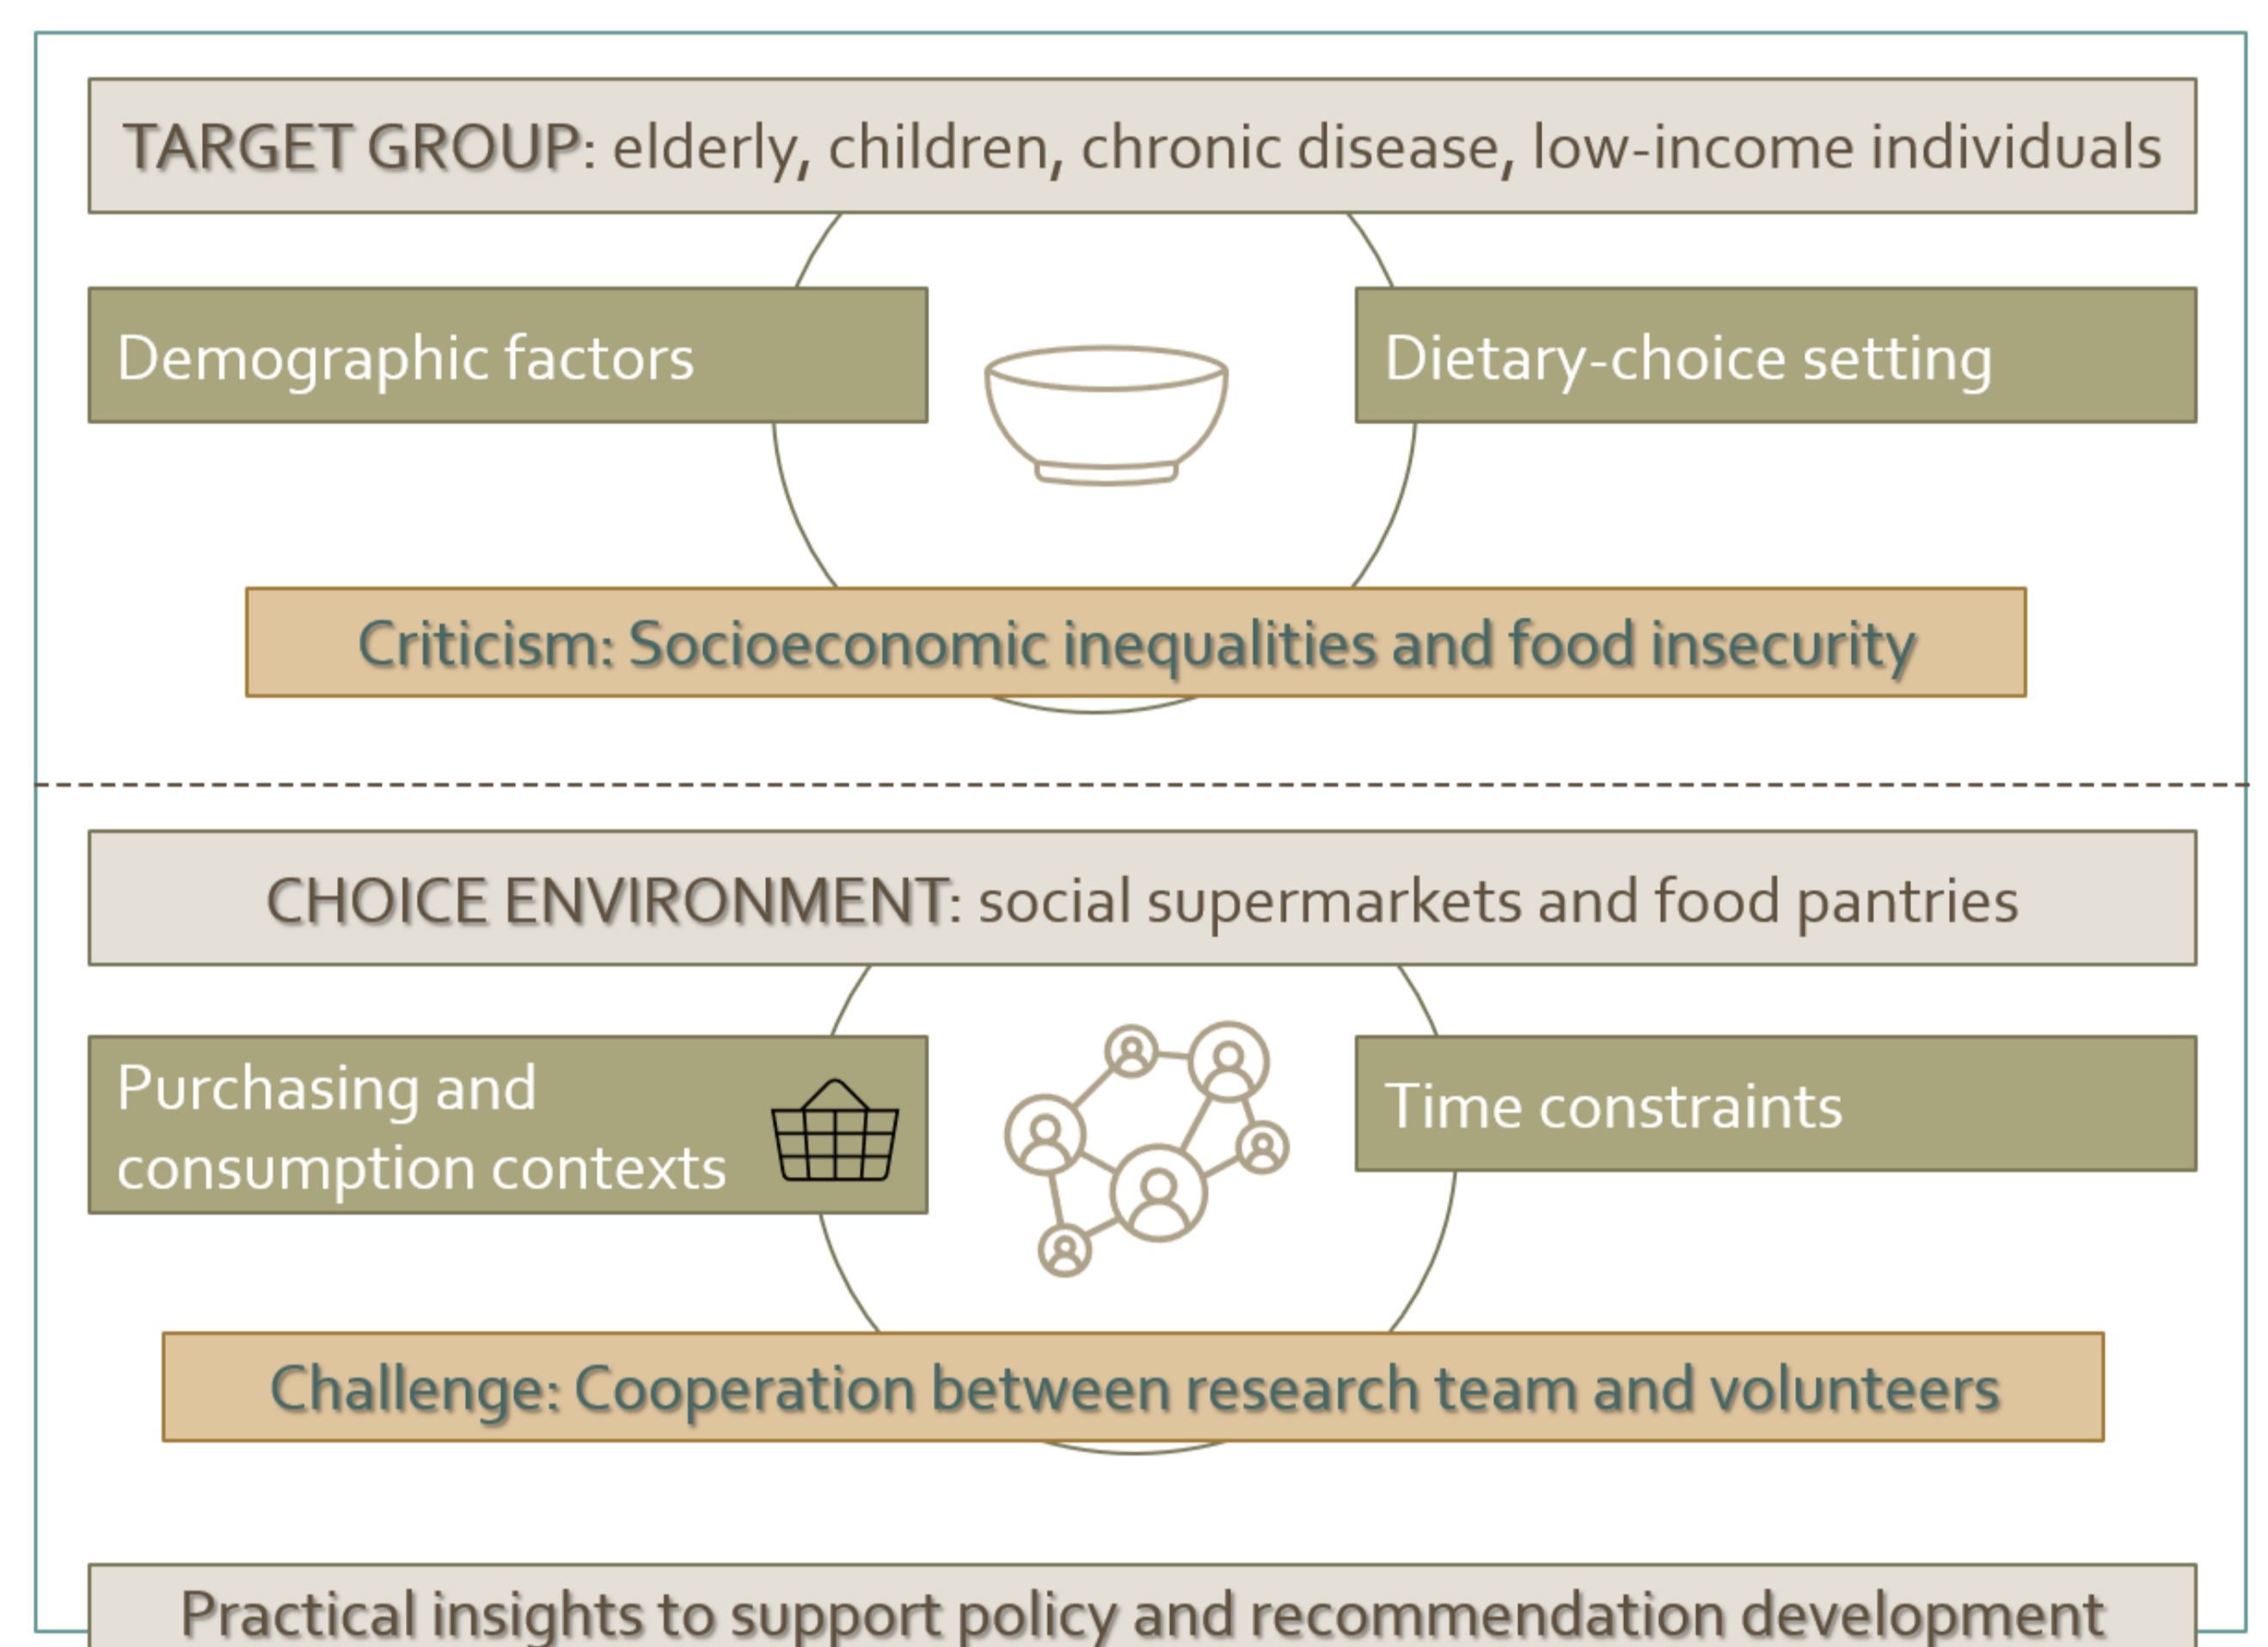 TARGET GROUP: elderly, children, chronic disease, low-income individuals
Demographic factors
Dietary-choice setting
Criticism: Socioeconomic inequalities and food insecurity
CHOICE ENVIRONMENT: social supermarkets and food pantries
Purchasing and
consumption contexts
Time constraints
Challenge: Cooperation between research team and volunteers
Practical insights to support policy and recommendation development